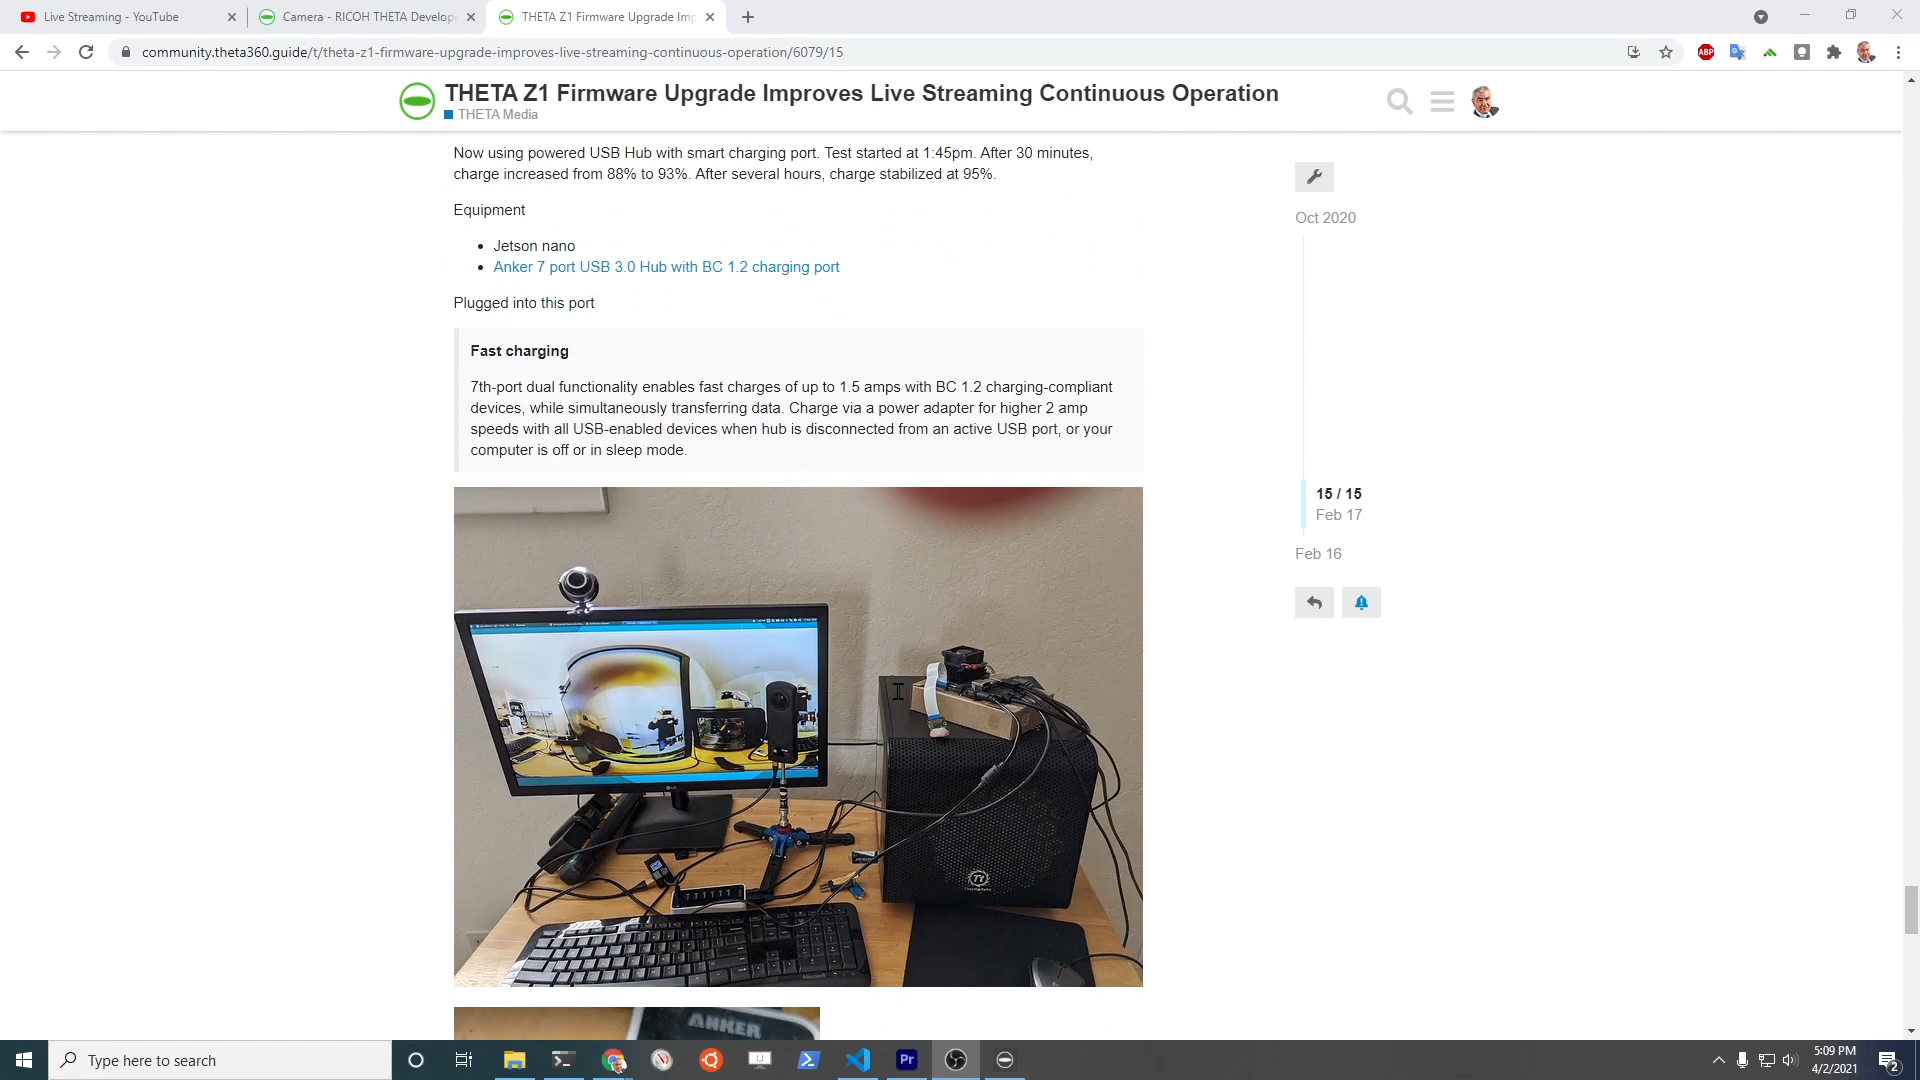 Live Streaming - YouTube
Camera - RICOH THETA Develop
THETA Z1 Firmware Upgrade Imp
community.theta360.guide/t/theta-z1-firmware-upgrade-improves-live-streaming-continuous-operation/6079/15
ABP
THETA Z1 Firmware Upgrade Improves Live Streaming Continuous Operation
THETA Media
Now using powered USB Hub with smart charging port. Test started at 1:45pm. After 30 minutes,
charge increased from 88% to 93%. After several hours, charge stabilized at 95%.
Equipment
• Jetson nano
• Anker 7 port USB 3.0 Hub with BC 1.2 charging port
Plugged into this port
Fast charging
7th-port dual functionality enables fast charges of up to 1.5 amps with BC 1.2 charging-compliant
devices, while simultaneously transferring data. Charge via a power adapter for higher 2 amp
speeds with all USB-enabled devices when hub is disconnected from an active USB port, or your
computer is off or in sleep mode.
Oct 2020
15 / 15
Feb 17
Feb 16
LG
Tt
Microsoft
ANKER
Type here to search
Pr
5:09 PM
4/2/2021
2